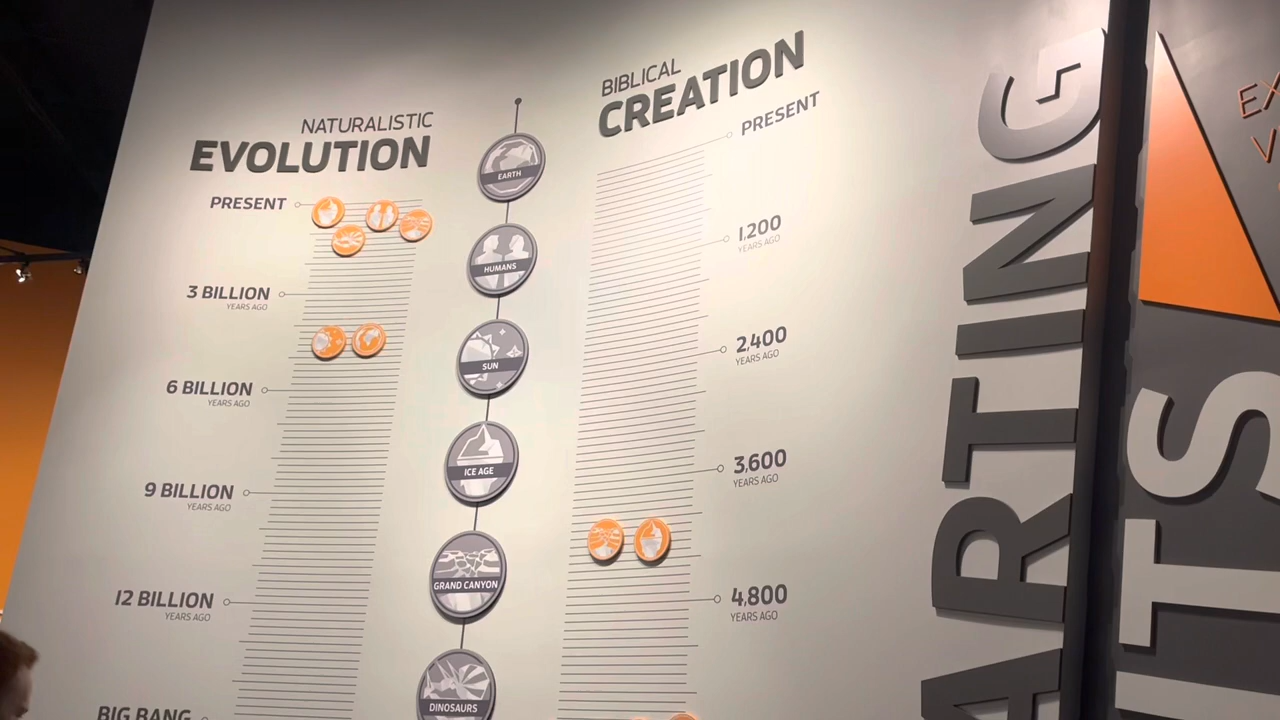 NATURALISTIC
EVOLUTION
PRESENT
3 BILLION
YEARS AGO
6 BILLION
YEARS AGO
9 BILLION
YEARS AGO
12 BILLION
YEARS AGO
BIG BANG
EARTH
HUMANS
SUN
ICE AGE
GRAND CANYON
DINOSAURS
BIBLICAL
CREATION
PRESENT
1,200
YEARS AGO
2,400
YEARS AGO
3,600
YEARS AGO
4,800
YEARS AGO
ARTING
NTS
EX
V